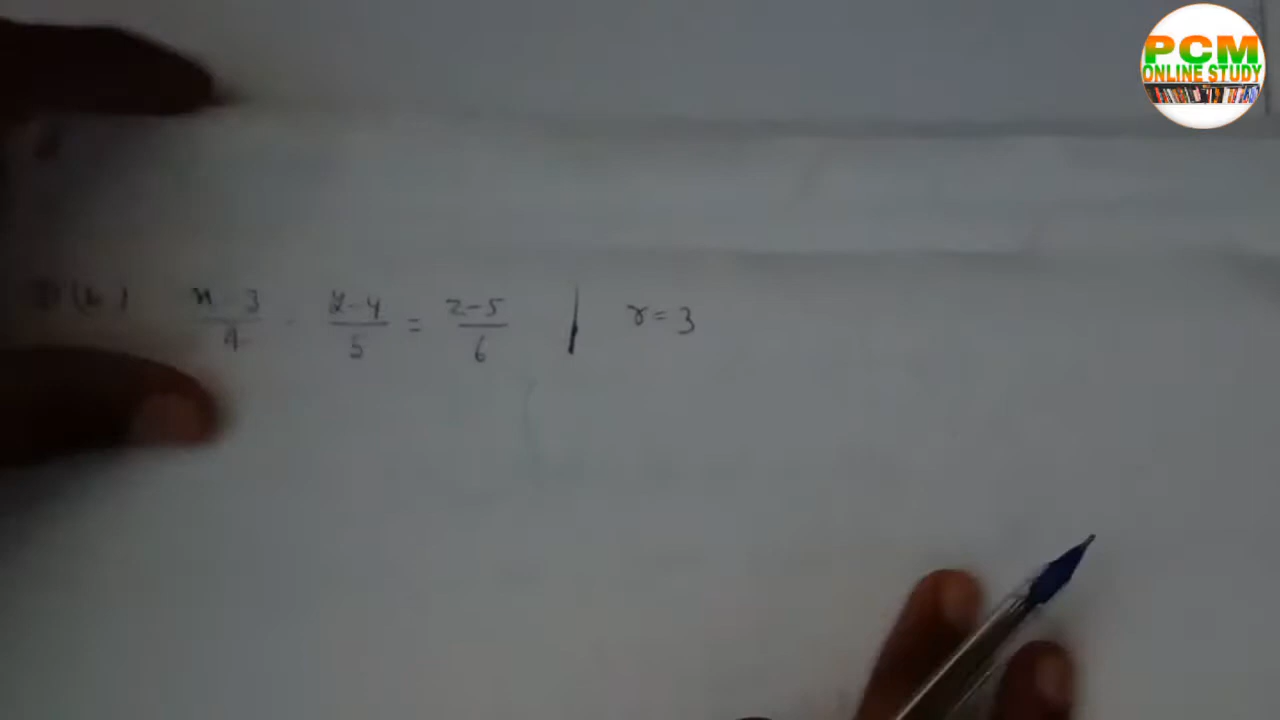 PCM
ONLINE STUDY
x-3/4 = y-4/5 = z-5/6 | r=3